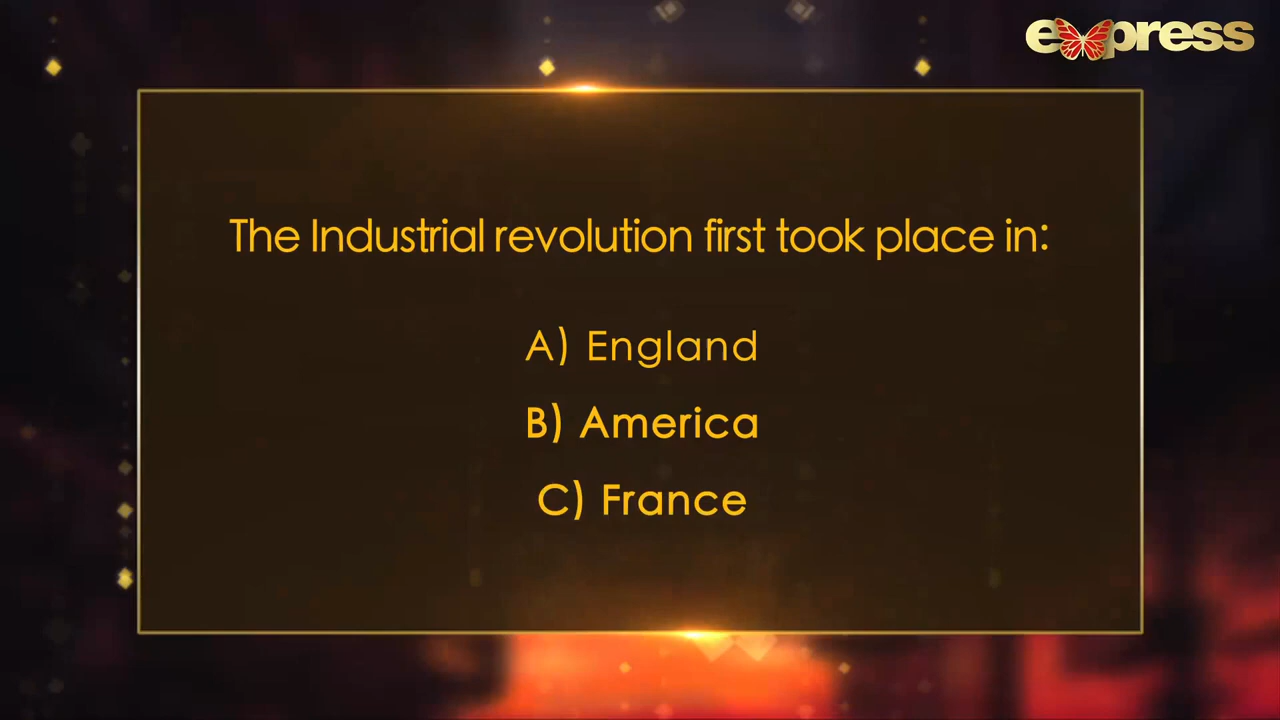 express
The Industrial revolution first took place in:
A) England
B) America
C) France